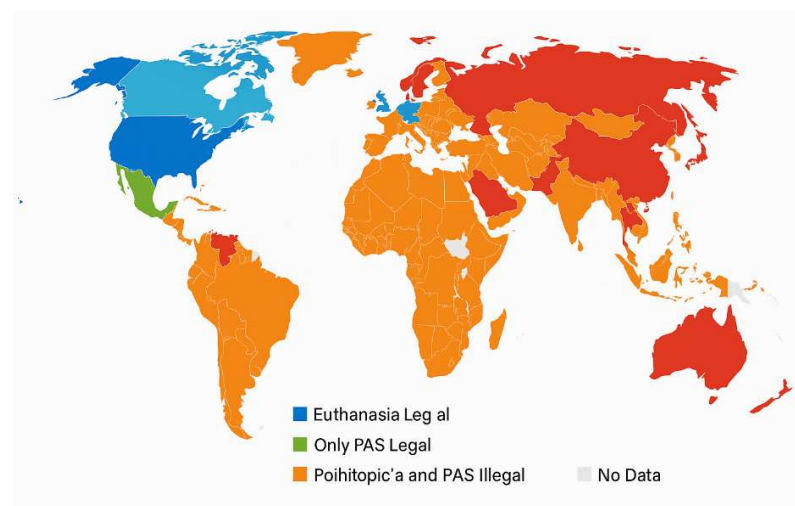 Euthanasia Leg al
Only PAS Legal
Poihitopic'a and PAS Illegal
No Data